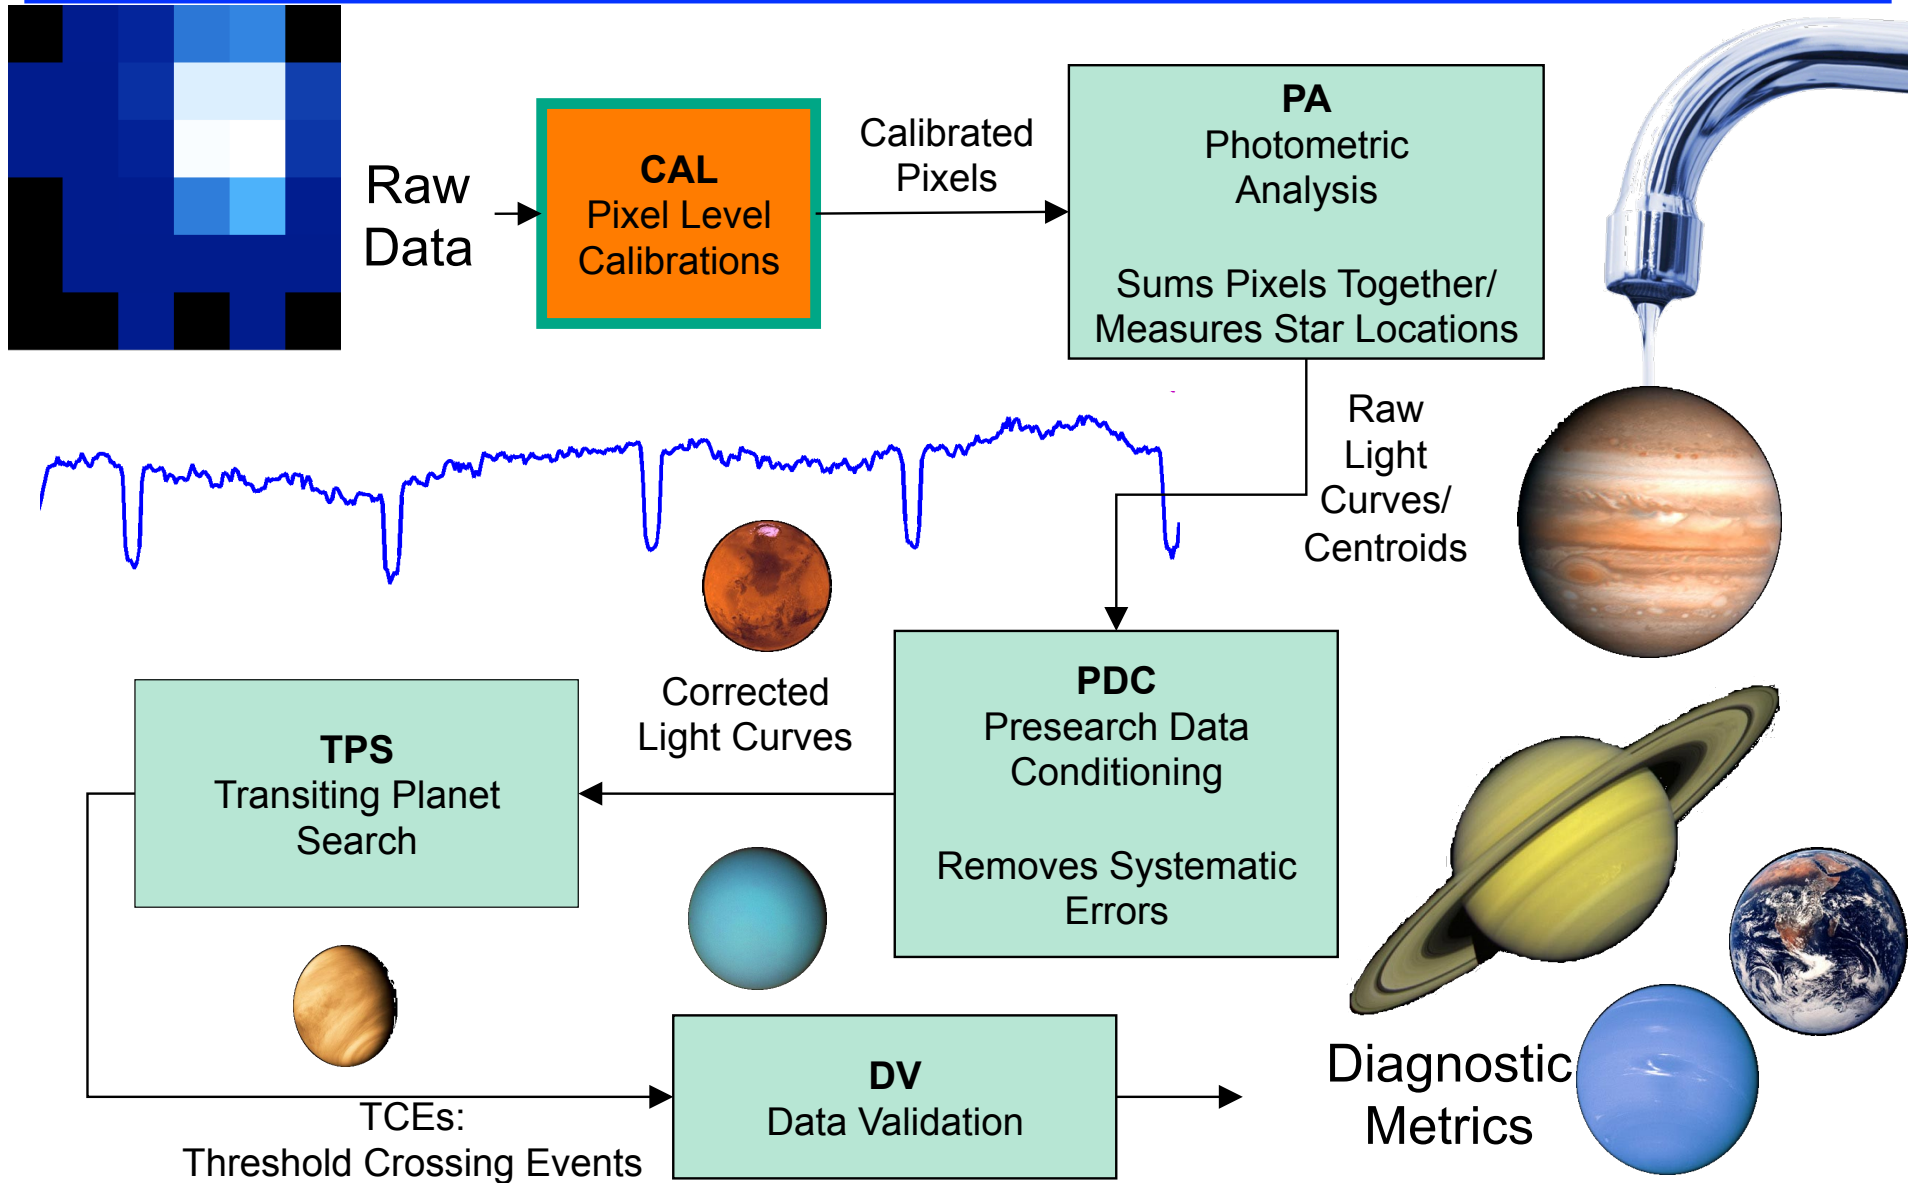 Raw
Data
CAL
Pixel Level
Calibrations
Calibrated
Pixels
PA
Photometric
Analysis
Sums Pixels Together/
Measures Star Locations
Raw
Light
Curves/
Centroids
PDC
Presearch Data
Conditioning
Removes Systematic
Errors
Corrected
Light Curves
TPS
Transiting Planet
Search
TCEs:
Threshold Crossing Events
DV
Data Validation
Diagnostic
Metrics